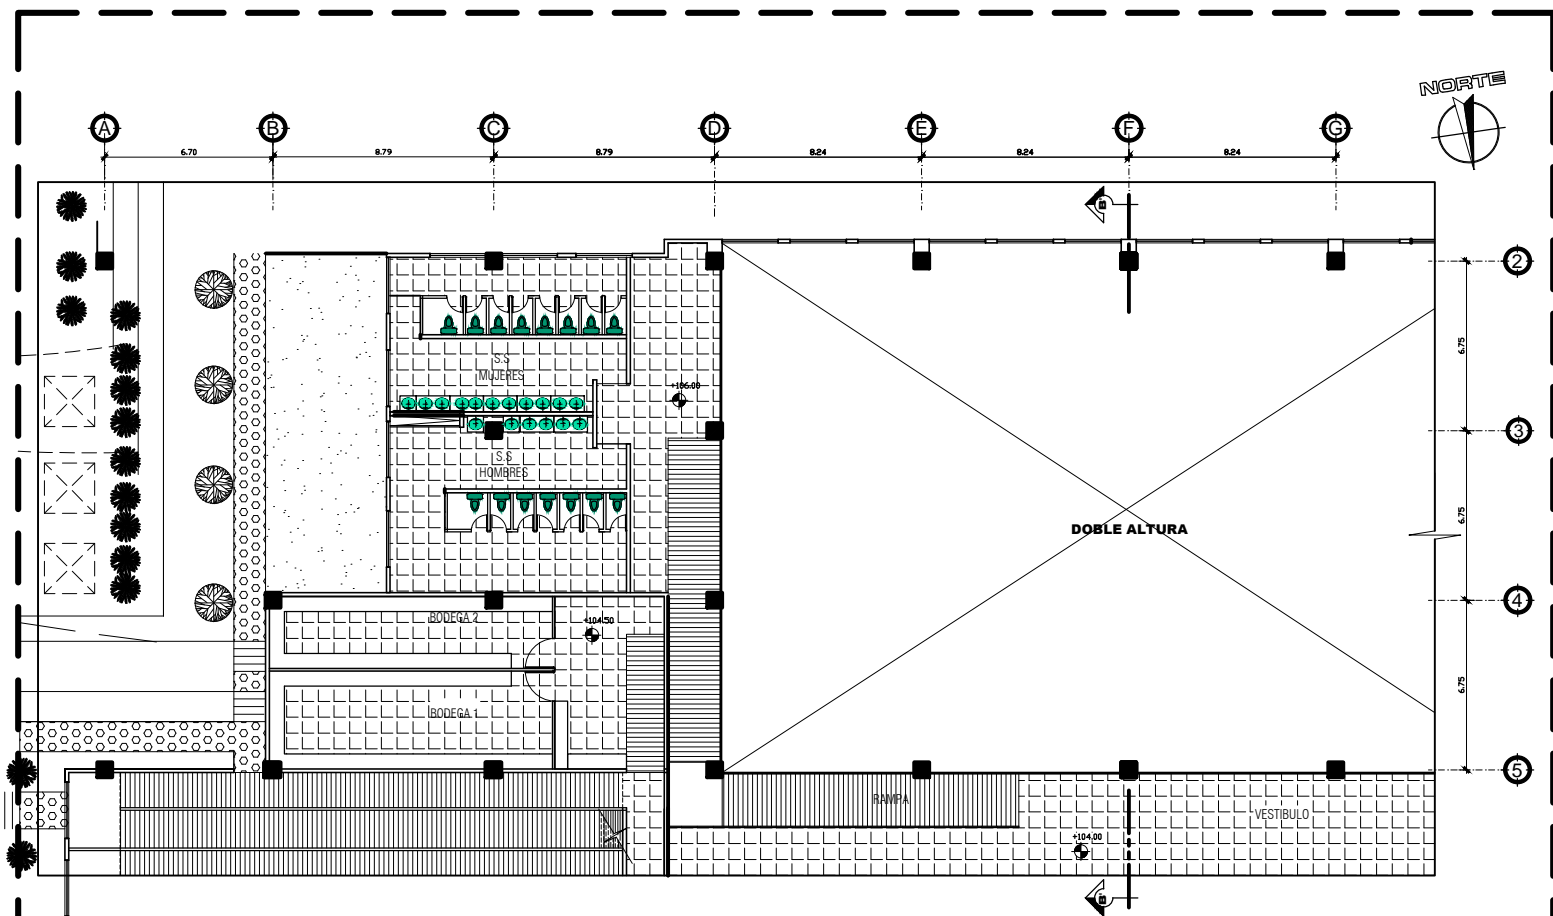 NORTE
A
B
C
D
E
F
G
6.70
8.79
8.79
8.24
8.24
8.24
B'
2
6.75
S.S
MUJERES
+106.00
3
S.S
HOMBRES
6.75
DOBLE ALTURA
4
BODEGA 2
+104.50
6.75
BODEGA 1
5
RAMPA
VESTIBULO
+104.00
B'